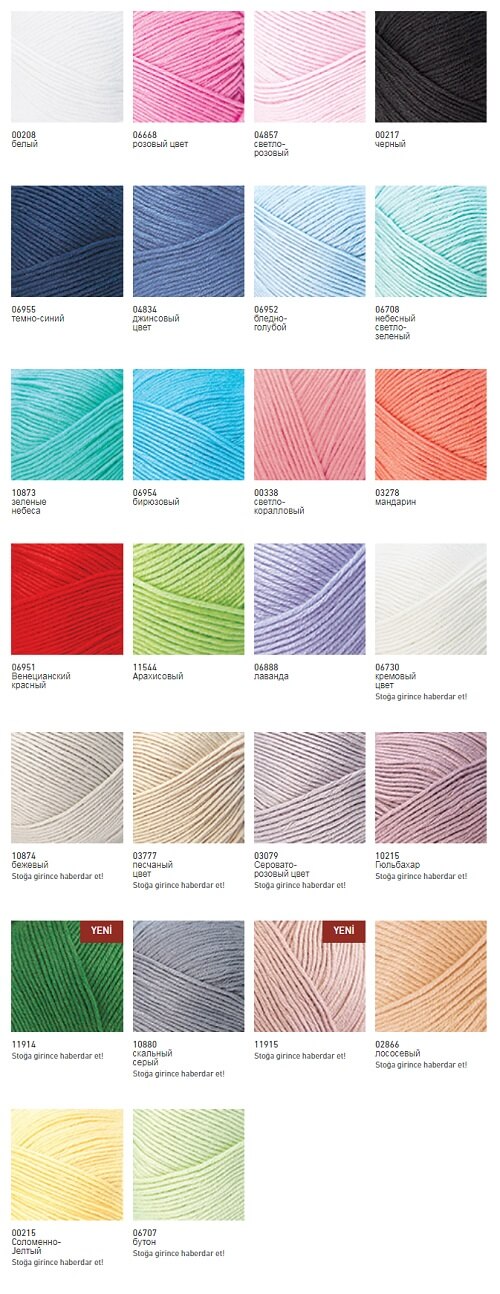 00208
белый
06668
розовый цвет
04857
светло-
розовый
00217
черный
06955
темно-синий
04834
джинсовый
цвет
06952
бледно-
голубой
06708
небесный
светло-
зеленый
10873
зеленые
небеса
06954
бирюзовый
00338
светло-
коралловый
03278
мандарин
06951
Венецианский
красный
11544
Арахисовый
06888
лаванда
06730
кремовый
цвет
Stoğa girince haberdar et!
10874
бежевый
03777
песчаный
цвет
Stoğa girince haberdar et!
03079
Серовато-
розовый цвет
Stoğa girince haberdar et!
10215
Гюльбахар
Stoğa girince haberdar et!
YENİ
11914
Stoğa girince haberdar et!
10880
скальный
серый
Stoğa girince haberdar et!
YENİ
11915
Stoğa girince haberdar et!
02866
лососевый
Stoğa girince haberdar et!
00215
Соломенно-
Jелтый
Stoğa girince haberdar et!
06707
бутон
Stoğa girince haberdar et!